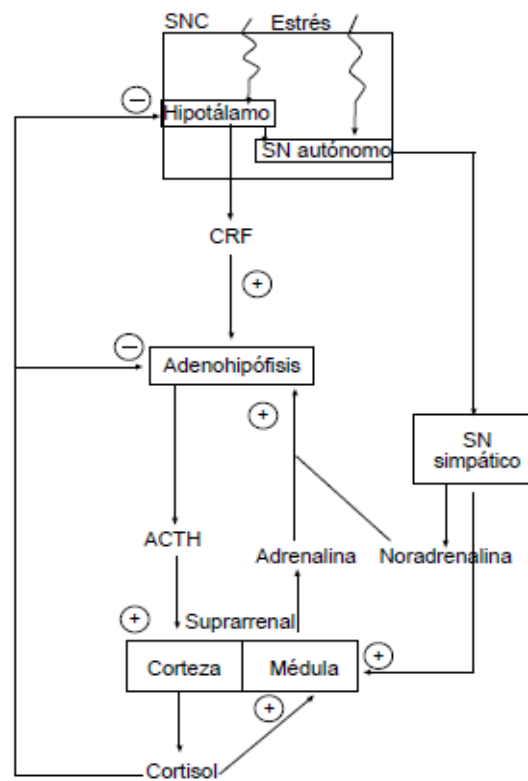 SNC
Estrés
−
Hipotálamo
SN autónomo
CRF
+
−
Adenohipófisis
+
SN
simpático
ACTH
Adrenalina
Noradrenalina
+
Suprarrenal
Corteza
Médula
+
+
Cortisol